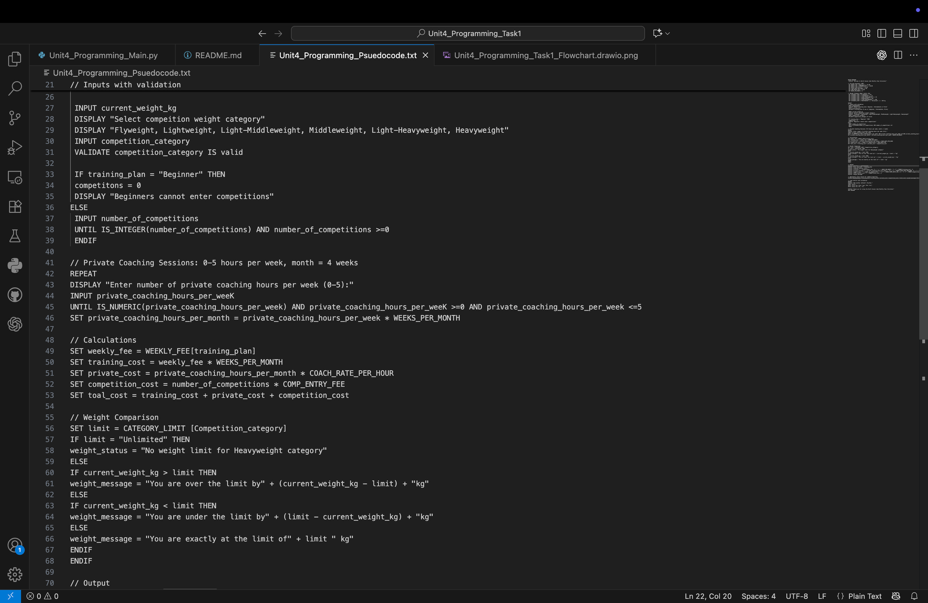 Unit4_Programming_Task1
Unit4_Programming_Main.py
README.md
Unit4_Programming_Psuedocode.txt
Unit4_Programming_Task1_Flowchart.drawio.png
Unit4_Programming_Psuedocode.txt
21 // Inputs with validation
26
27 INPUT current_weight_kg
28 DISPLAY "Select compeition weight category"
29 DISPLAY "Flyweight, Lightweight, Light-Middleweight, Middleweight, Light-Heavyweight, Heavyweight"
30 INPUT competition_category
31 VALIDATE competition_category IS valid
32
33 IF training_plan = "Beginner" THEN
34 competitons = 0
35 DISPLAY "Beginners cannot enter competitions"
36 ELSE
37 INPUT number_of_competitions
38 UNTIL IS_INTEGER(number_of_competitions) AND number_of_competitions >=0
39 ENDIF
40
41 // Private Coaching Sessions: 0-5 hours per week, month = 4 weeks
42 REPEAT
43 DISPLAY "Enter number of private coaching hours per week (0-5):"
44 INPUT private_coaching_hours_per_weeK
45 UNTIL IS_NUMERIC(private_coaching_hours_per_week) AND private_coaching_hours_per_weeK >=0 AND private_coaching_hours_per_week <=5
46 SET private_coaching_hours_per_month = private_coaching_hours_per_week * WEEKS_PER_MONTH
47
48 // Calculations
49 SET weekly_fee = WEEKLY_FEE[training_plan]
50 SET training_cost = weekly_fee * WEEKS_PER_MONTH
51 SET private_cost = private_coaching_hours_per_month * COACH_RATE_PER_HOUR
52 SET competition_cost = number_of_competitions * COMP_ENTRY_FEE
53 SET toal_cost = training_cost + private_cost + competition_cost
54
55 // Weight Comparison
56 SET limit = CATEGORY_LIMIT [Competition_category]
57 IF limit = "Unlimited" THEN
58 weight_status = "No weight limit for Heavyweight category"
59 ELSE
60 IF current_weight_kg > limit THEN
61 weight_message = "You are over the limit by" + (current_weight_kg - limit) + "kg"
62 ELSE
63 IF current_weight_kg < limit THEN
64 weight_message = "You are under the limit by" + (limit - current_weight_kg) + "kg"
65 ELSE
66 weight_message = "You are exactly at the limit of" + limit " kg"
67 ENDIF
68 ENDIF
69
70 // Output
1
0 0
Ln 22, Col 20
Spaces: 4
UTF-8
LF
{} Plain Text